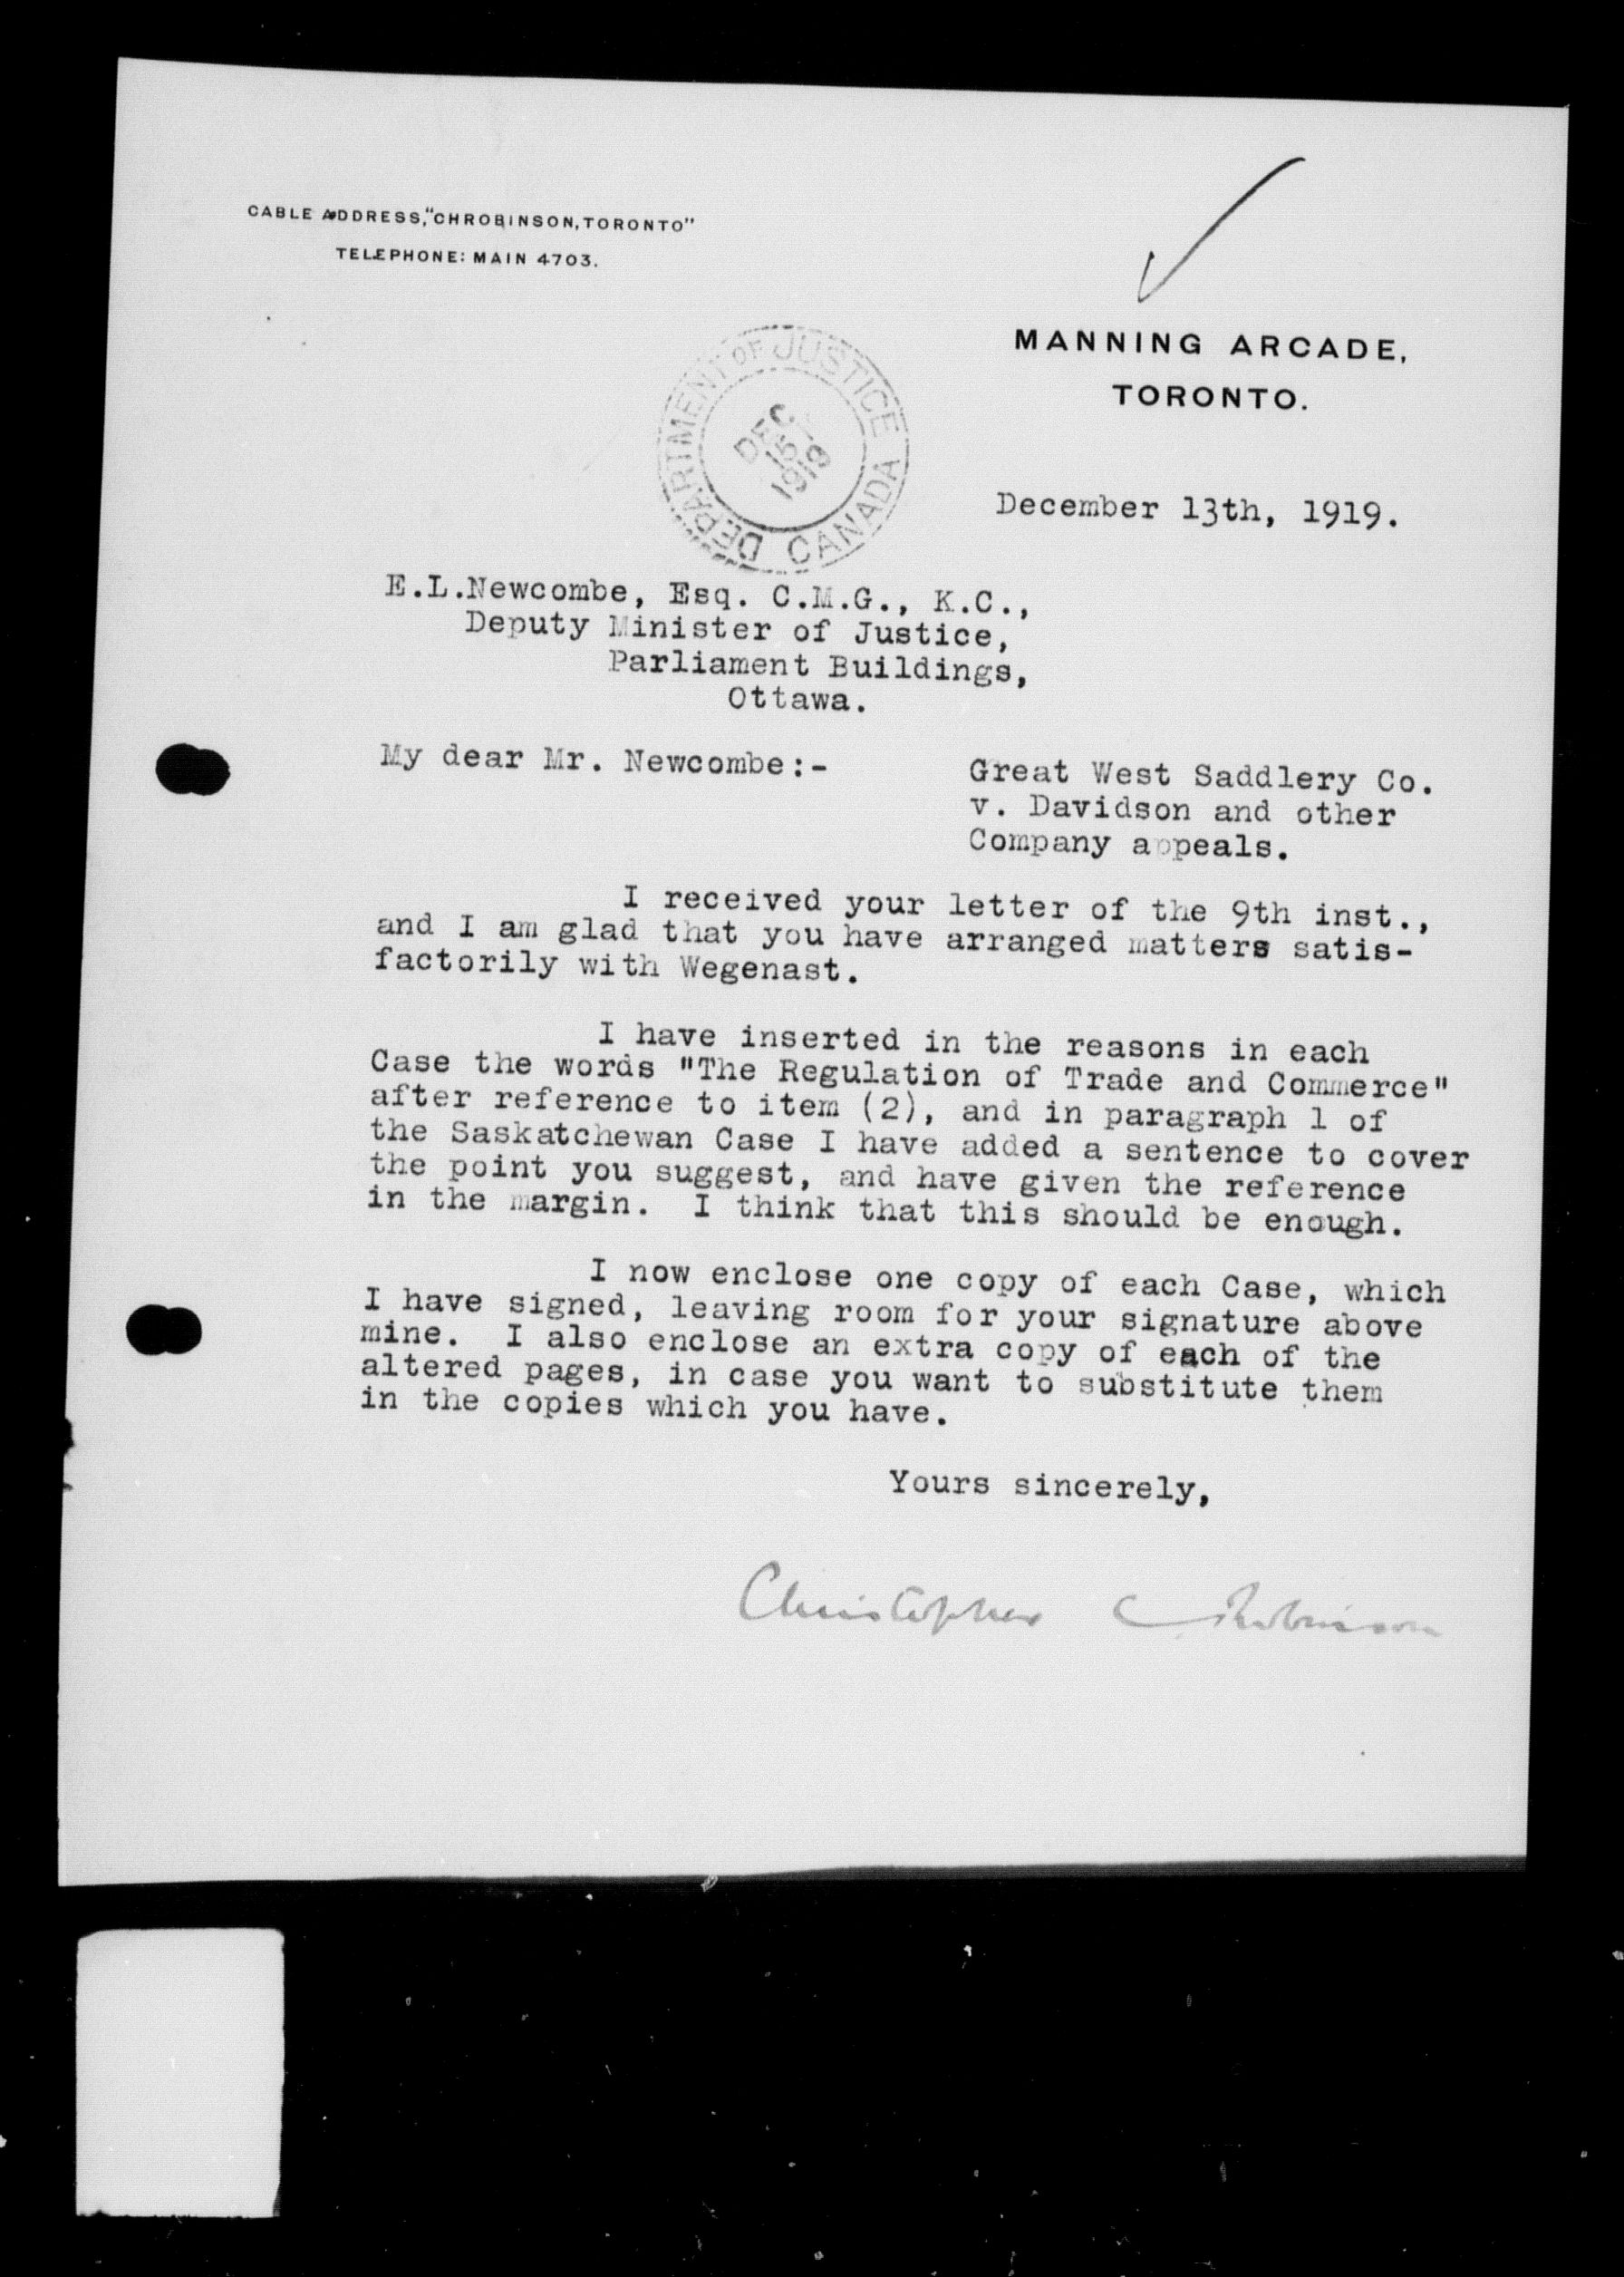 CABLE ADDRESS, "CHROBINSON, TORONTO"
TELEPHONE: MAIN 4703.
MANNING ARCADE,
TORONTO.
DEPARTMENT OF JUSTICE CANADA
DEC
15
1919
December 13th, 1919.
E.L.Newcombe, Esq. C.M.G., K.C.,
Deputy Minister of Justice,
Parliament Buildings,
Ottawa.
My dear Mr. Newcombe:-
Great West Saddlery Co.
v. Davidson and other
Company appeals.
I received your letter of the 9th inst.,
and I am glad that you have arranged matters satis-
factorily with Wegenast.
I have inserted in the reasons in each
Case the words "The Regulation of Trade and Commerce"
after reference to item (2), and in paragraph 1 of
the Saskatchewan Case I have added a sentence to cover
the point you suggest, and have given the reference
in the margin. I think that this should be enough.
I now enclose one copy of each Case, which
I have signed, leaving room for your signature above
mine. I also enclose an extra copy of each of the
altered pages, in case you want to substitute them
in the copies which you have.
Yours sincerely,
Christopher C Robinson